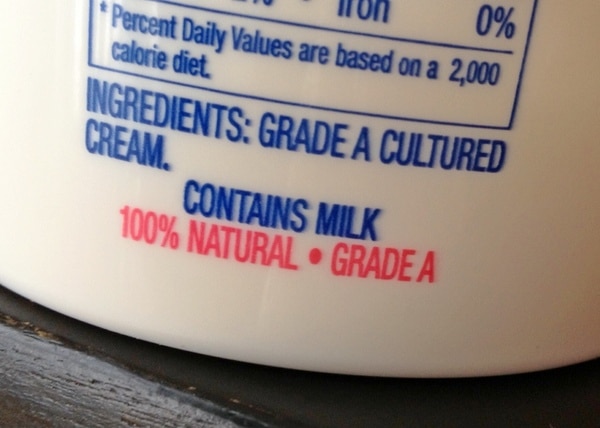 Iron 0%
* Percent Daily Values are based on a 2,000
calorie diet.
INGREDIENTS: GRADE A CULTURED
CREAM.
CONTAINS MILK
100% NATURAL • GRADE A